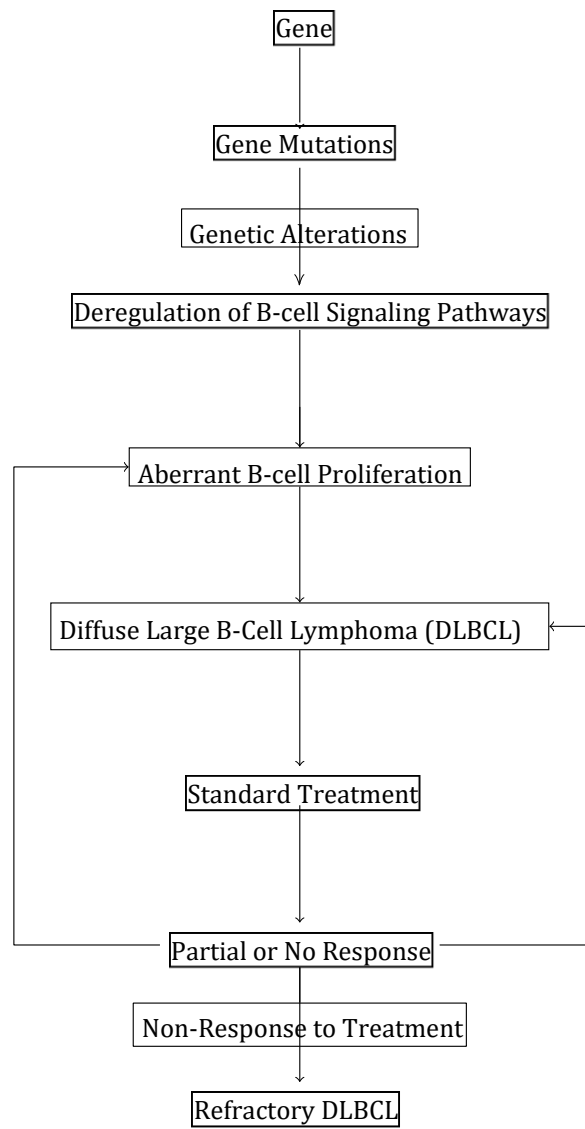 Gene
Gene Mutations
Genetic Alterations
Deregulation of B-cell Signaling Pathways
Aberrant B-cell Proliferation
Diffuse Large B-Cell Lymphoma (DLBCL)
Standard Treatment
Partial or No Response
Non-Response to Treatment
Refractory DLBCL